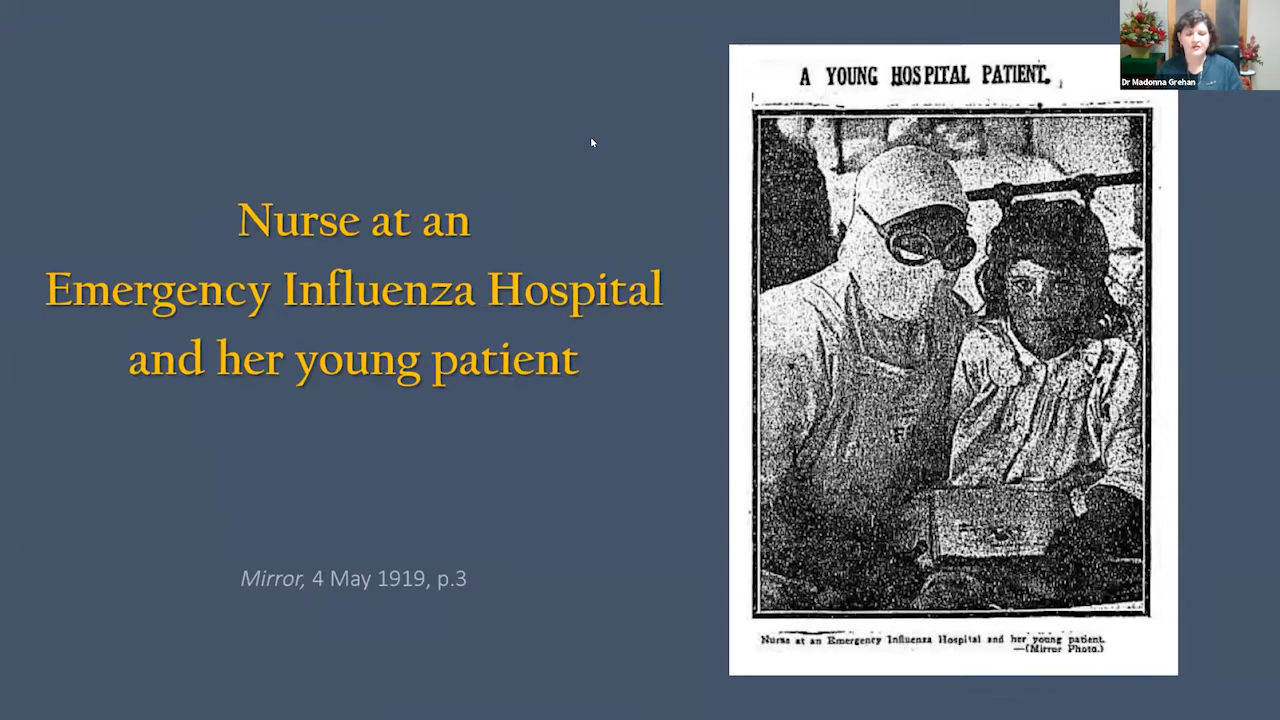 Nurse at an
Emergency Influenza Hospital
and her young patient
Mirror, 4 May 1919, p.3
A YOUNG HOSPITAL PATIENT.
Nurse at an Emergency Influenza Hospital and her young patient.
—(Mirror Photo.)
Dr Madonna Grehan